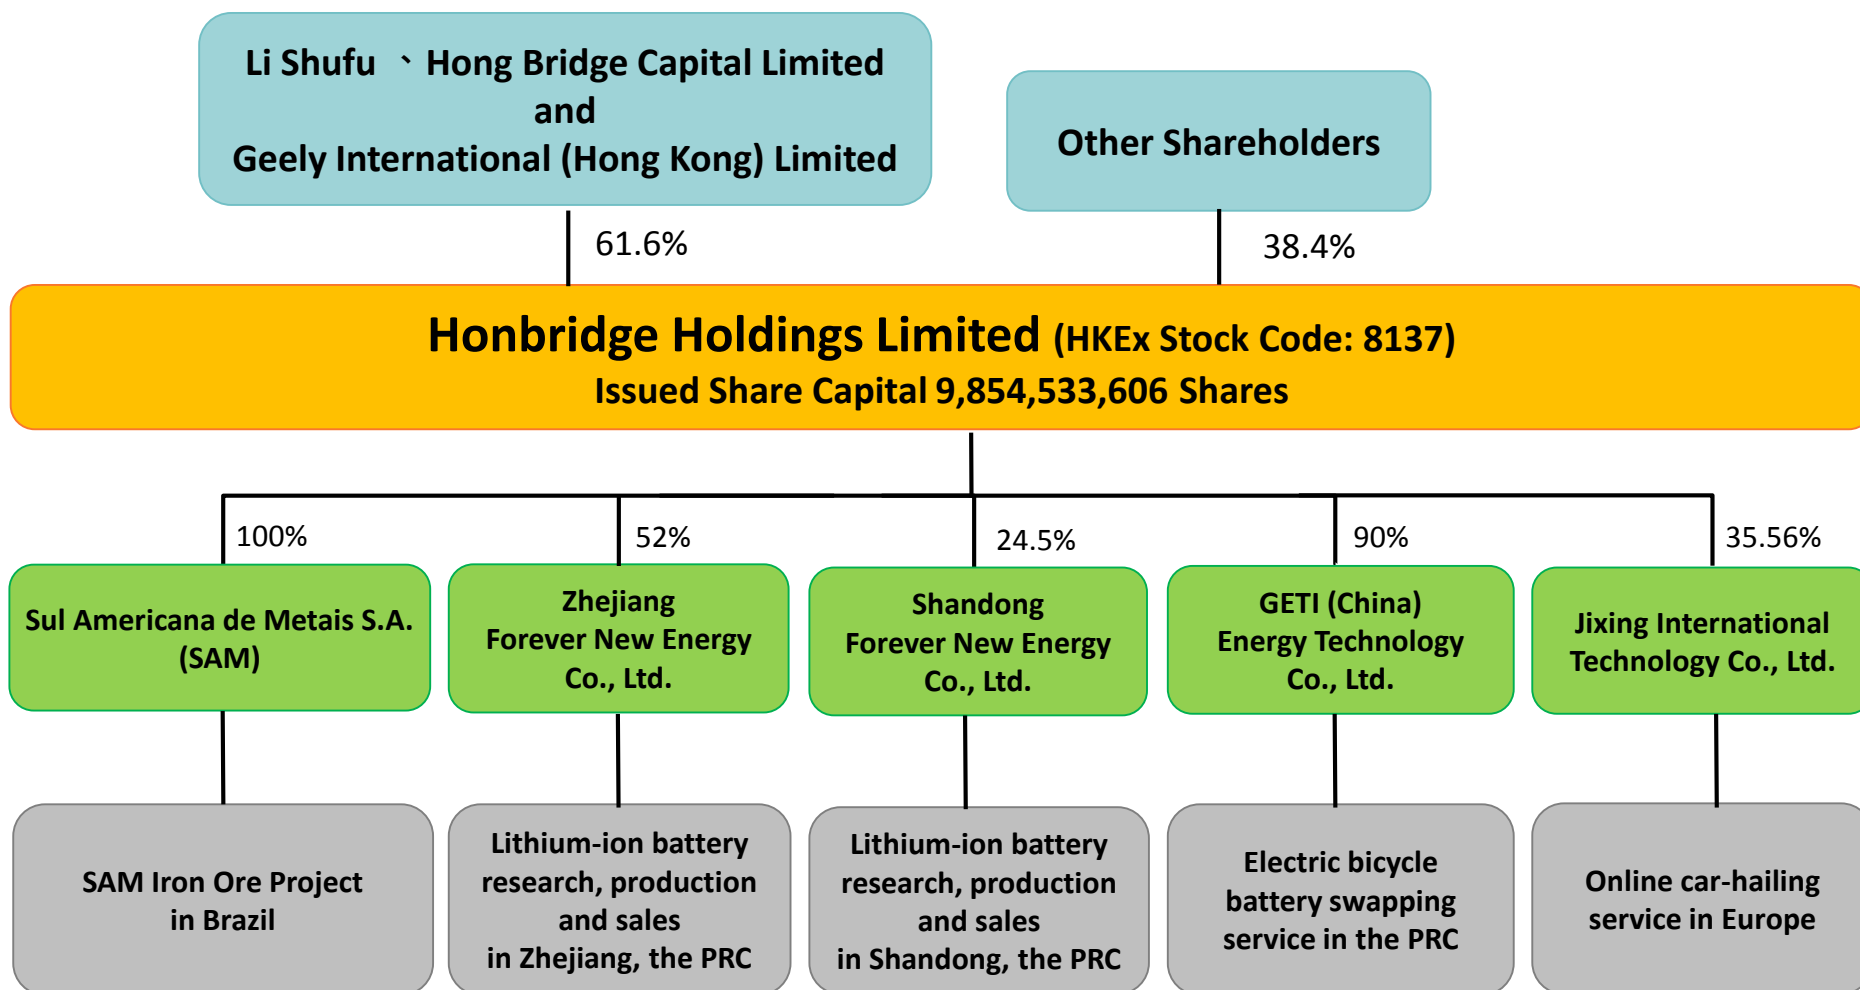 Li Shufu 、Hong Bridge Capital Limited
and
Geely International (Hong Kong) Limited
Other Shareholders
61.6%
38.4%
Honbridge Holdings Limited (HKEx Stock Code: 8137)
Issued Share Capital 9,854,533,606 Shares
100%
52%
24.5%
90%
35.56%
Sul Americana de Metais S.A.
(SAM)
Zhejiang
Forever New Energy
Co., Ltd.
Shandong
Forever New Energy
Co., Ltd.
GETI (China)
Energy Technology
Co., Ltd.
Jixing International
Technology Co., Ltd.
SAM Iron Ore Project
in Brazil
Lithium-ion battery
research, production
and sales
in Zhejiang, the PRC
Lithium-ion battery
research, production
and sales
in Shandong, the PRC
Electric bicycle
battery swapping
service in the PRC
Online car-hailing
service in Europe